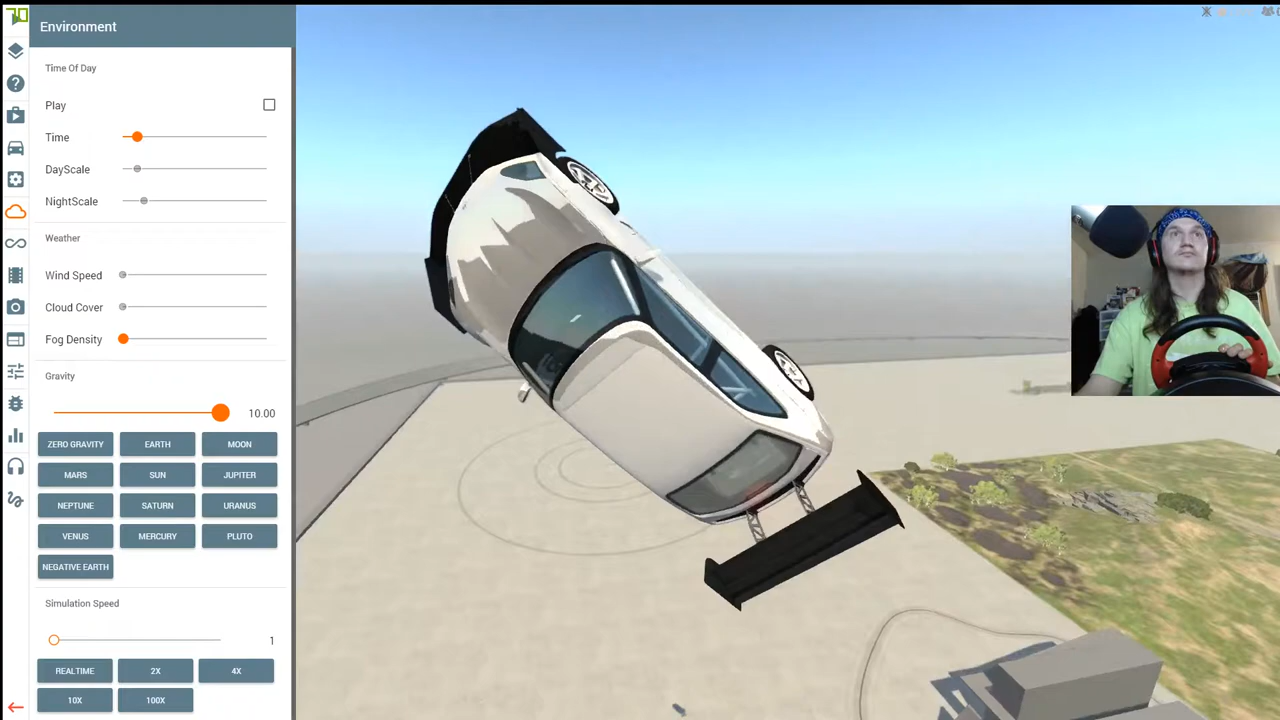 70
Environment
Time Of Day
Play
Time
DayScale
NightScale
Weather
Wind Speed
Cloud Cover
Fog Density
Gravity
10.00
ZERO GRAVITY EARTH MOON
MARS SUN JUPITER
NEPTUNE SATURN URANUS
VENUS MERCURY PLUTO
NEGATIVE EARTH
Simulation Speed
1
REALTIME 2X 4X
10X 100X